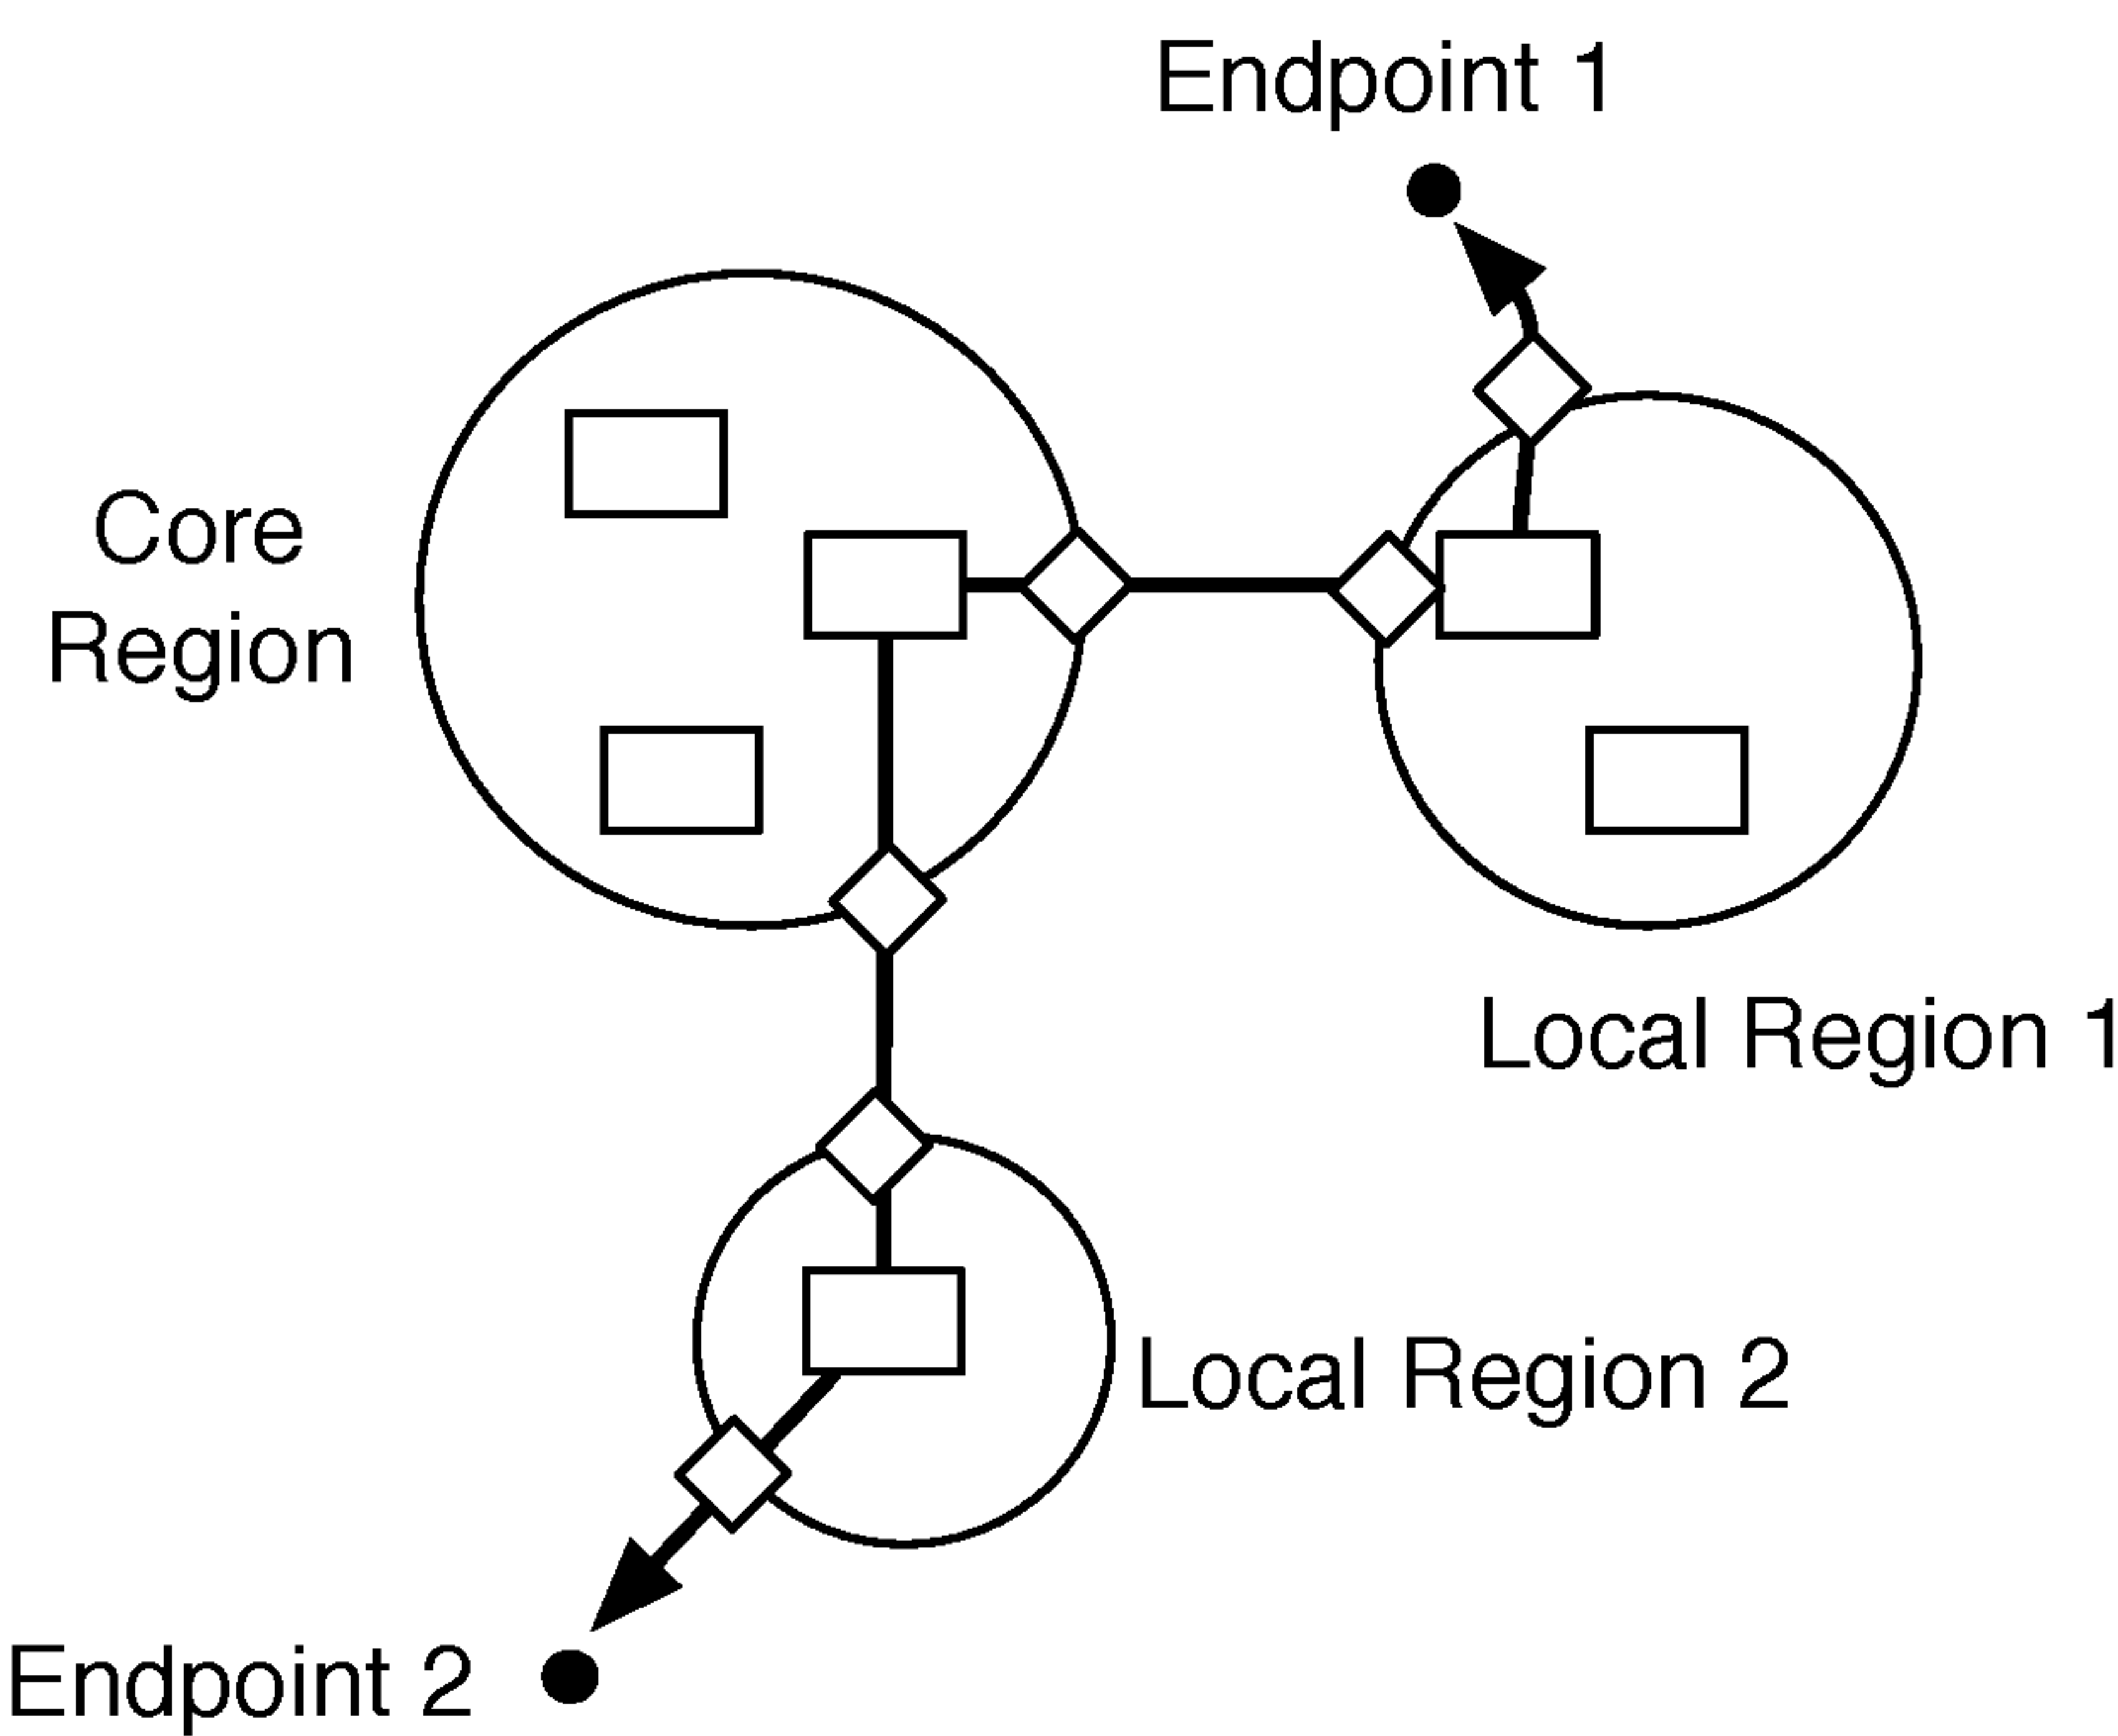 Endpoint 1
Core
Region
Local Region 1
Local Region 2
Endpoint 2